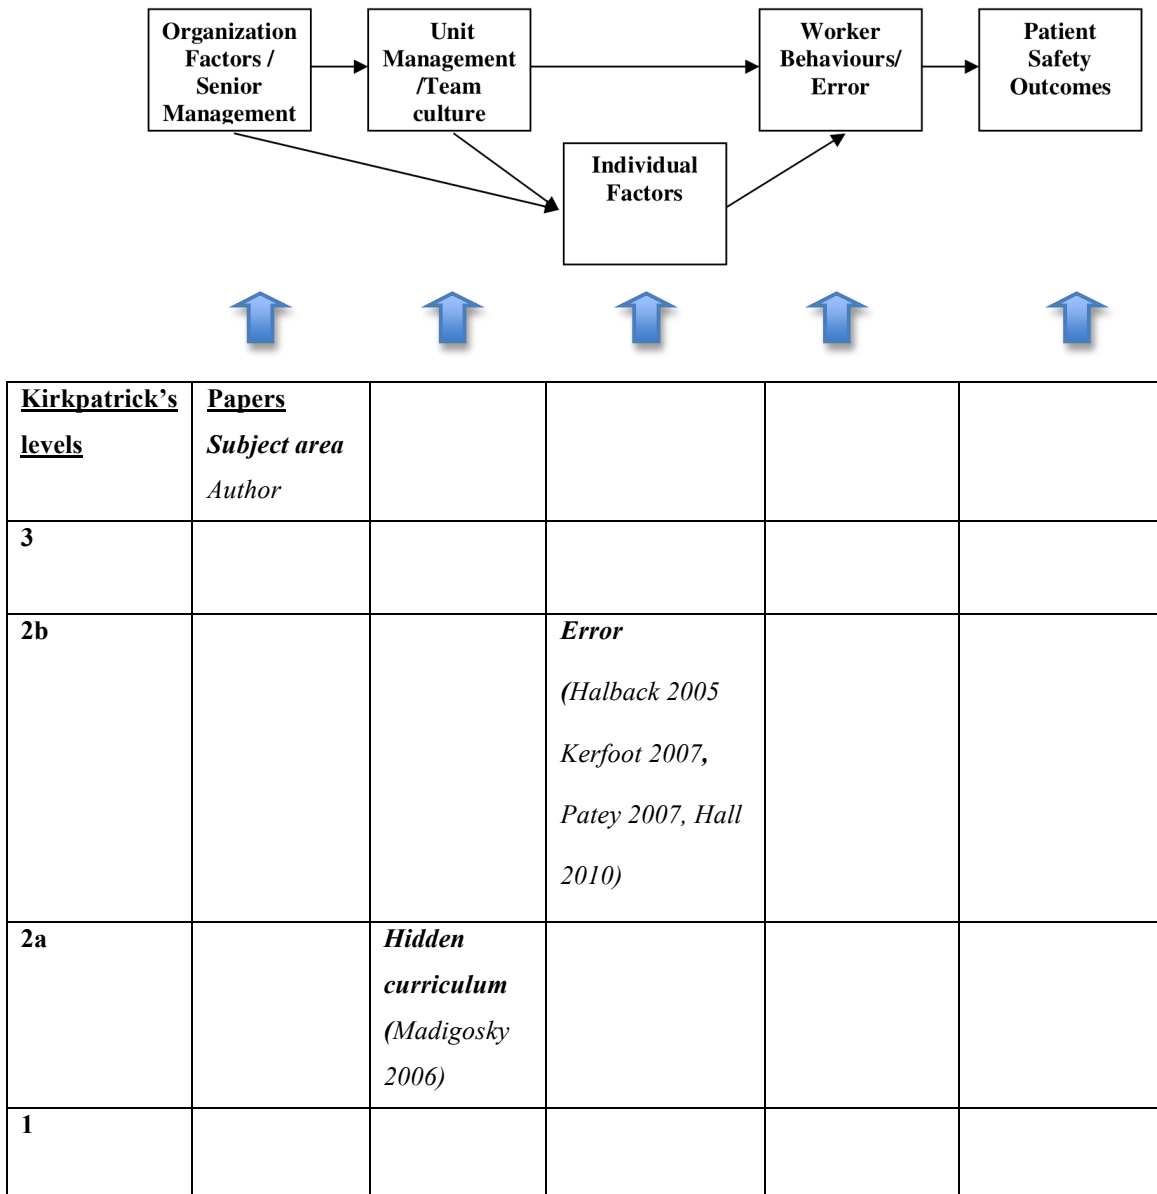 Organization
Factors /
Senior
Management
Unit
Management
/Team
culture
Worker
Behaviours/
Error
Patient
Safety
Outcomes
Individual
Factors
Kirkpatrick's
levels
Papers
Subject area
Author
3
2b
Error
(Halback 2005
Kerfoot 2007,
Patey 2007, Hall
2010)
2a
Hidden
curriculum
(Madigosky
2006)
1